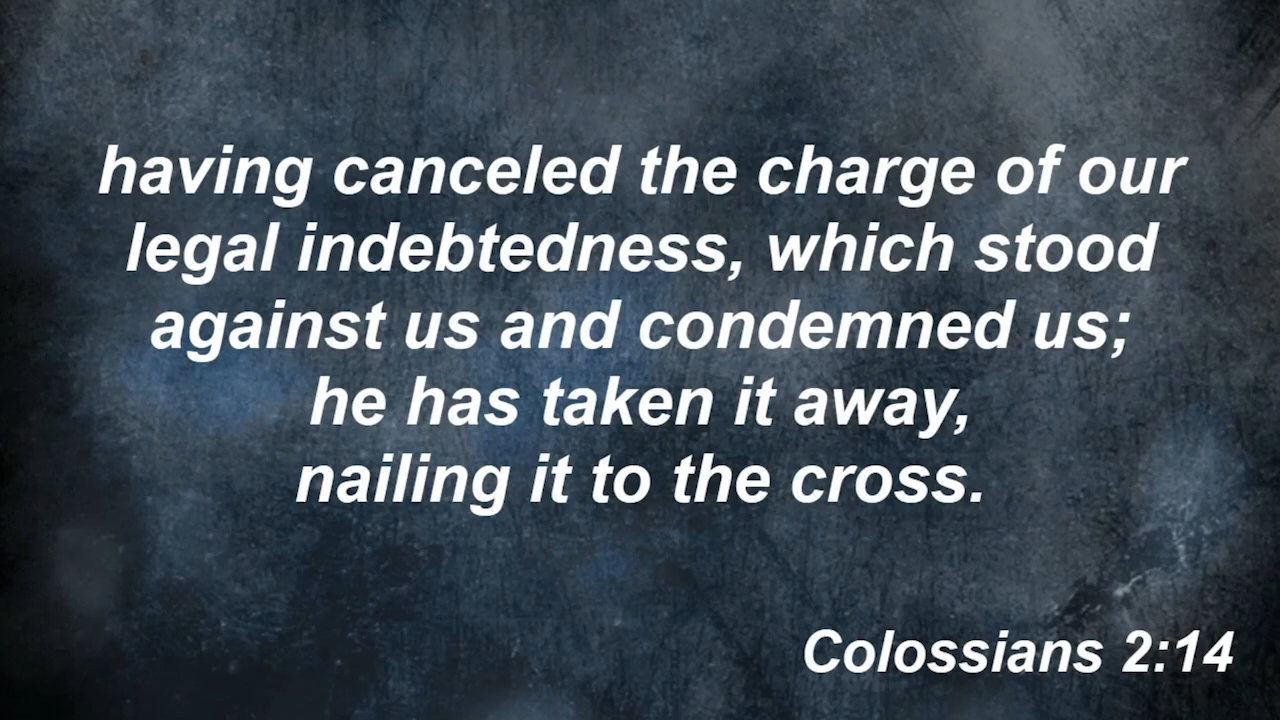 having canceled the charge of our
legal indebtedness, which stood
against us and condemned us;
he has taken it away,
nailing it to the cross.
Colossians 2:14